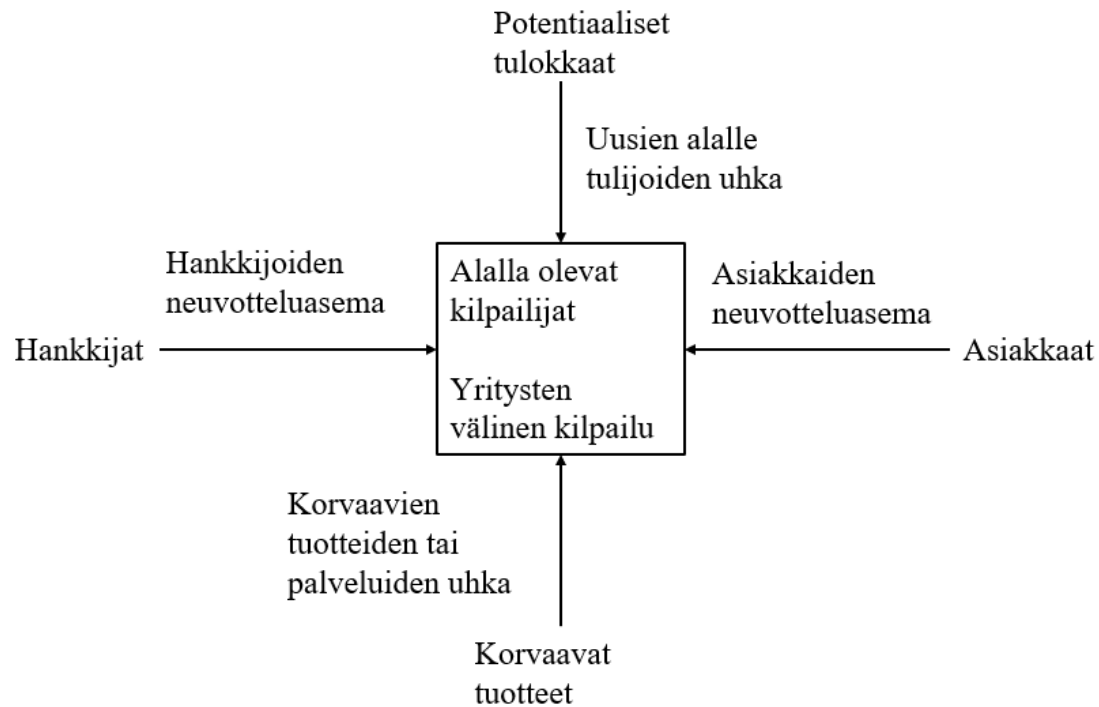 Potentiaaliset
tulokkaat
Uusien alalle
tulijoiden uhka
Hankkijoiden
neuvotteluasema
Alalla olevat
kilpailijat
Asiakkaiden
neuvotteluasema
Hankkijat
Asiakkaat
Yritysten
välinen kilpailu
Korvaavien
tuotteiden tai
palveluiden uhka
Korvaavat
tuotteet